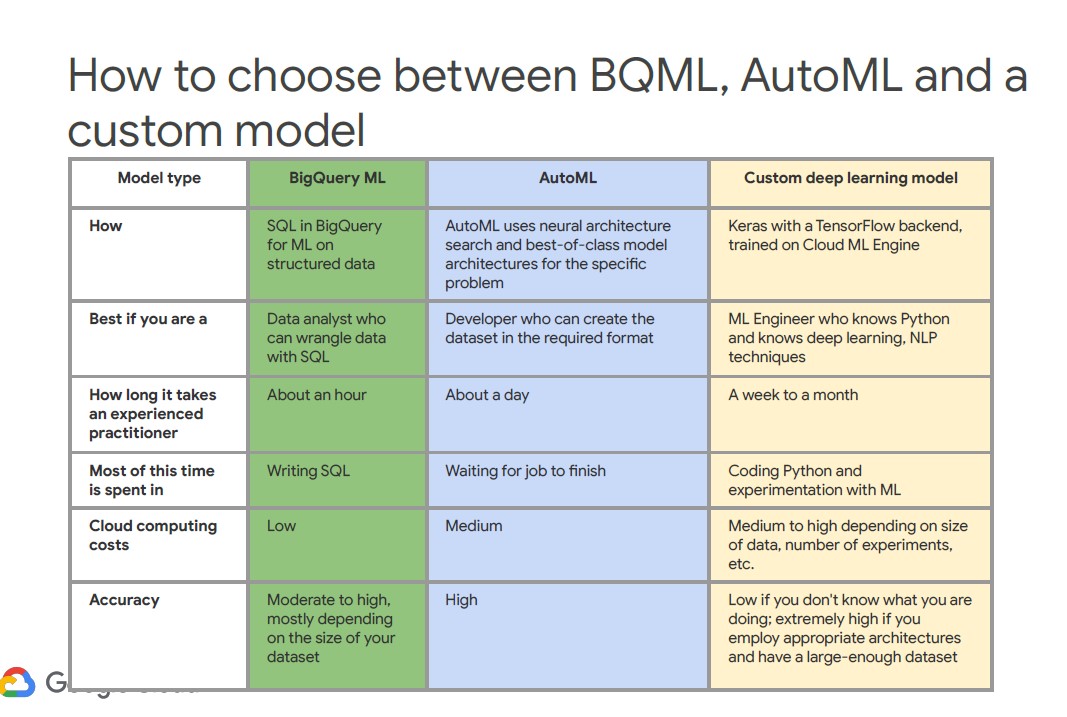 How to choose between BQML, AutoML and a
custom model
Model type
BigQuery ML
AutoML
Custom deep learning model
How
SQL in BigQuery
for ML on
structured data
AutoML uses neural architecture
search and best-of-class model
architectures for the specific
problem
Keras with a TensorFlow backend,
trained on Cloud ML Engine
Best if you are a
Data analyst who
can wrangle data
with SQL
Developer who can create the
dataset in the required format
ML Engineer who knows Python
and knows deep learning, NLP
techniques
How long it takes
an experienced
practitioner
About an hour
About a day
A week to a month
Most of this time
is spent in
Writing SQL
Waiting for job to finish
Coding Python and
experimentation with ML
Cloud computing
costs
Low
Medium
Medium to high depending on size
of data, number of experiments,
etc.
Accuracy
Moderate to high,
mostly depending
on the size of your
dataset
High
Low if you don't know what you are
doing; extremely high if you
employ appropriate architectures
and have a large-enough dataset